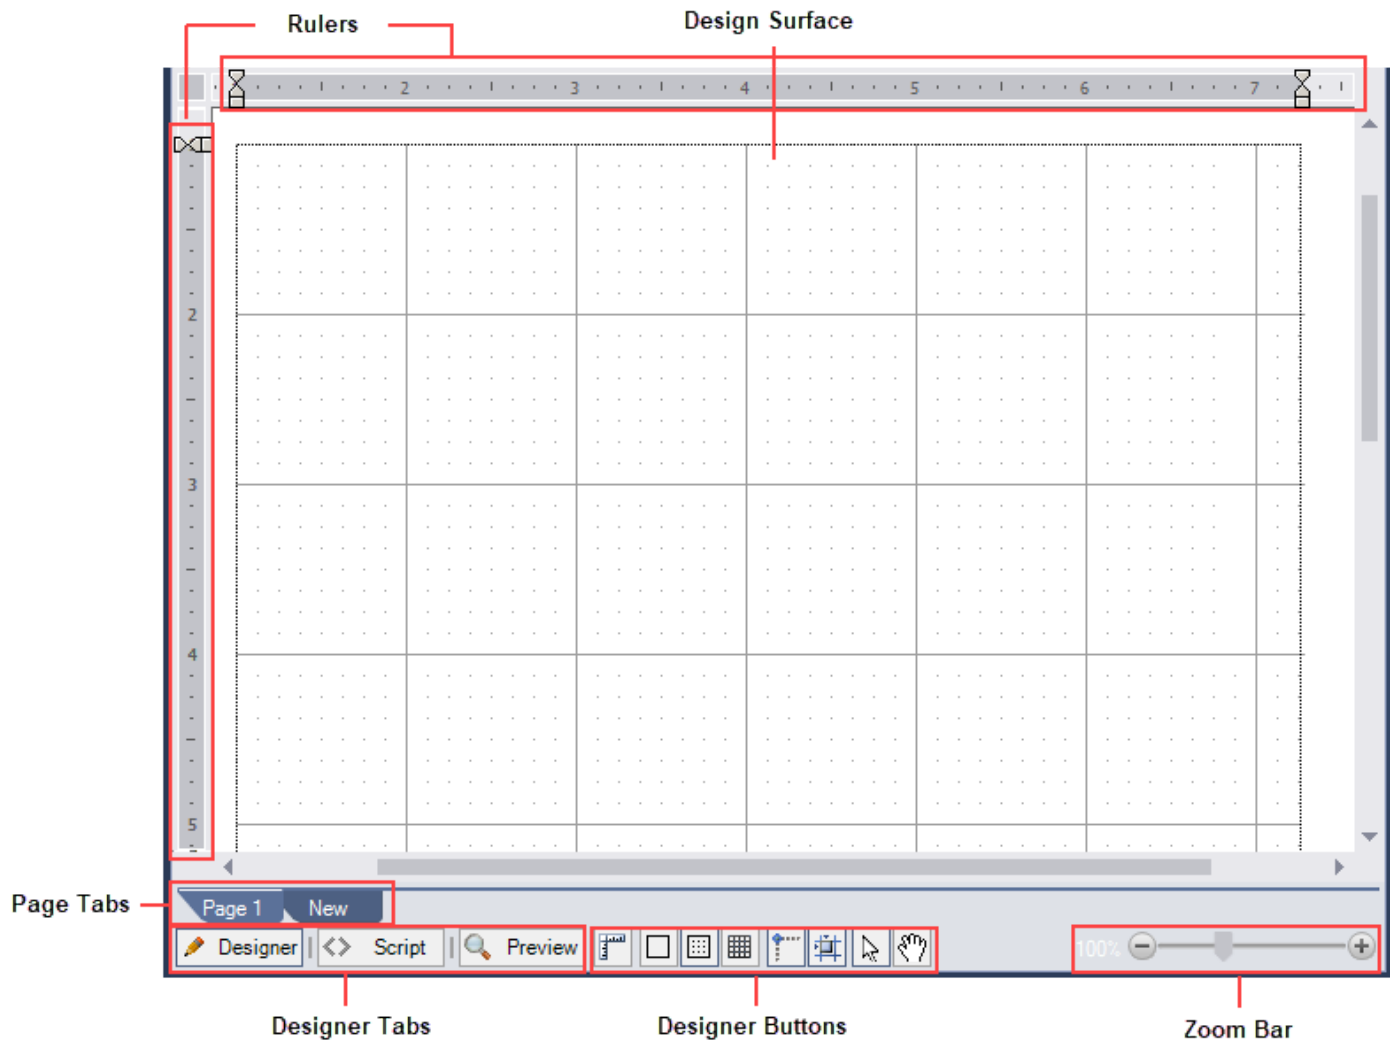 Rulers
Design Surface
2 3 4 5 6 7
2
3
4
5
Page Tabs
Page 1 New
Designer Script Preview
100%
Designer Tabs
Designer Buttons
Zoom Bar